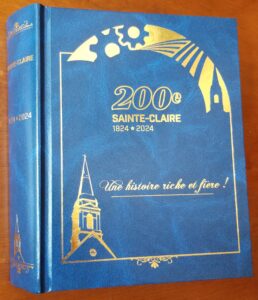 200e
SAINTE-CLAIRE
1824 ★ 2024
Une histoire riche et fière !
SAINTE-CLAIRE
1824 ★ 2024